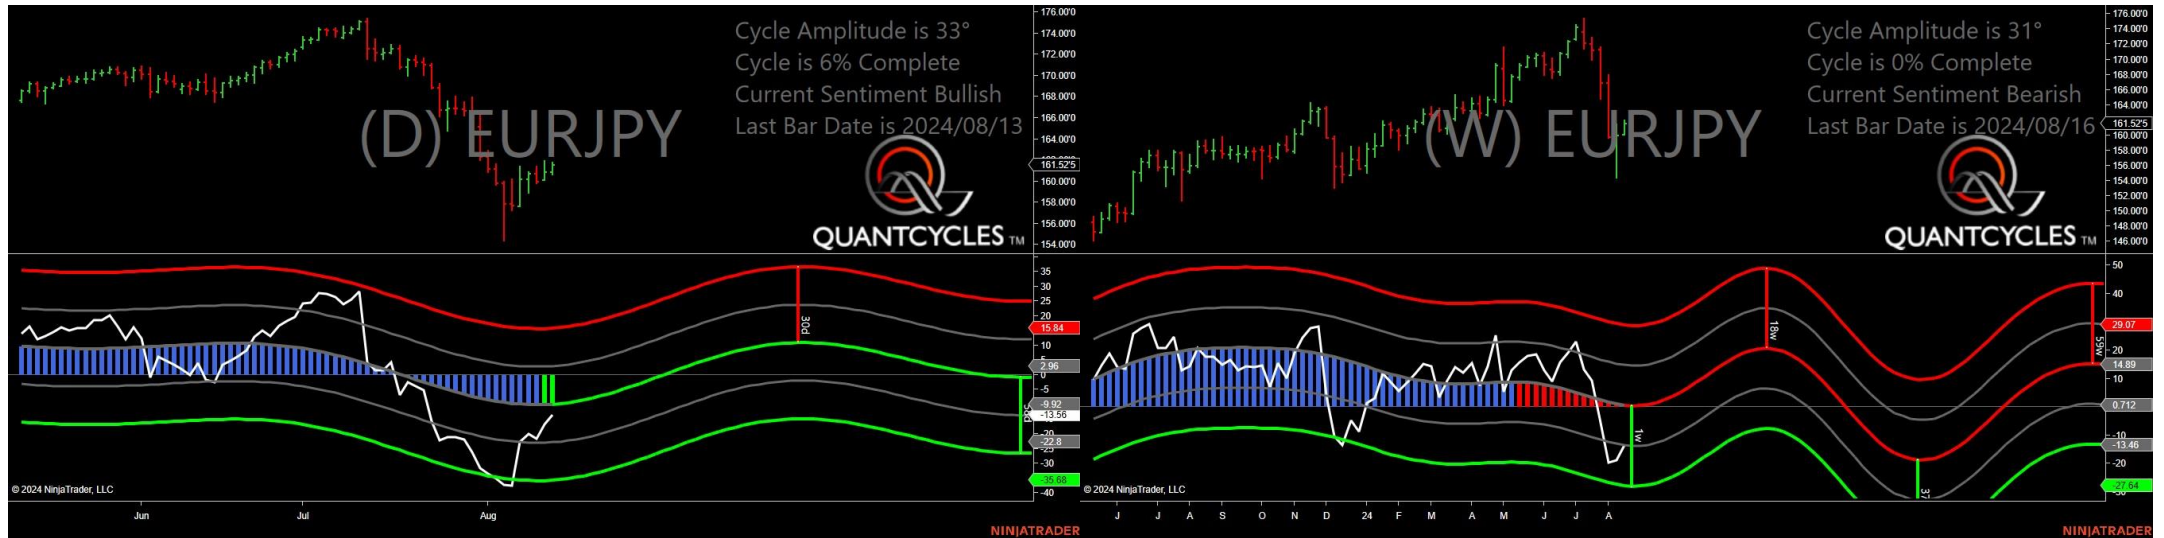 Cycle Amplitude is 33°
Cycle is 6% Complete
Current Sentiment Bullish
Last Bar Date is 2024/08/13
(D) EURJPY
QUANTCYCLES TM
176.00'0
174.00'0
172.00'0
170.00'0
168.00'0
166.00'0
164.00'0
161.52'5
160.00'0
158.00'0
156.00'0
154.00'0
35
30
25
20
15.84
10
5
2.96
0
-5
-9.92
-13.56
-22.8
-30
-35.68
-40
30d
© 2024 NinjaTrader, LLC
Jun Jul Aug
NINJATRADER
Cycle Amplitude is 31°
Cycle is 0% Complete
Current Sentiment Bearish
Last Bar Date is 2024/08/16
(W) EURJPY
QUANTCYCLES TM
176.00'0
174.00'0
172.00'0
170.00'0
168.00'0
166.00'0
164.00'0
161.52'5
160.00'0
158.00'0
156.00'0
154.00'0
152.00'0
150.00'0
148.00'0
146.00'0
50
40
29.07
20
14.89
10
0.712
-10
-13.46
-20
-27.64
1w
18w
59w
© 2024 NinjaTrader, LLC
J J A S O N D 24 F M A M J J A
NINJATRADER